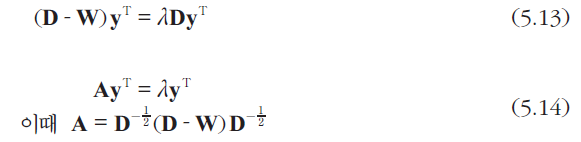 (D - W)yᵀ = λDyᵀ (5.13)
Ayᵀ = λyᵀ
이때 A = D^{-1/2}(D - W)D^{-1/2} (5.14)